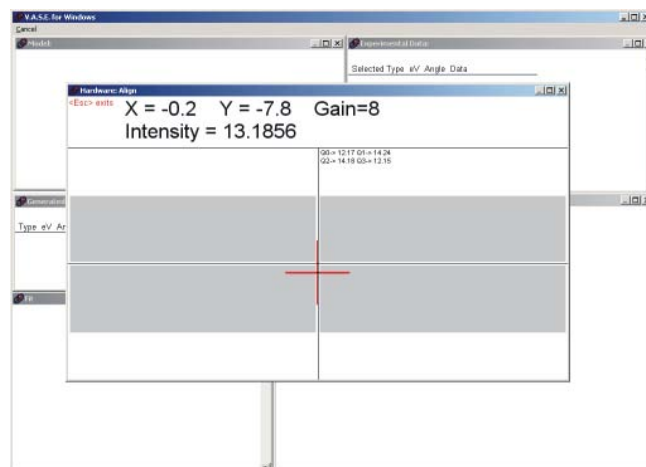 V.A.S.E. for Windows
Cancel
Model:
Experimental Data:
Selected Type eV Angle Data
Hardware: Align
<Esc> exits
X = -0.2 Y = -7.8 Gain=8
Intensity = 13.1856
Q0-> 12.17 Q1-> 14.24
Q2-> 14.18 Q3-> 12.15
Generated
Type eV An
Fit